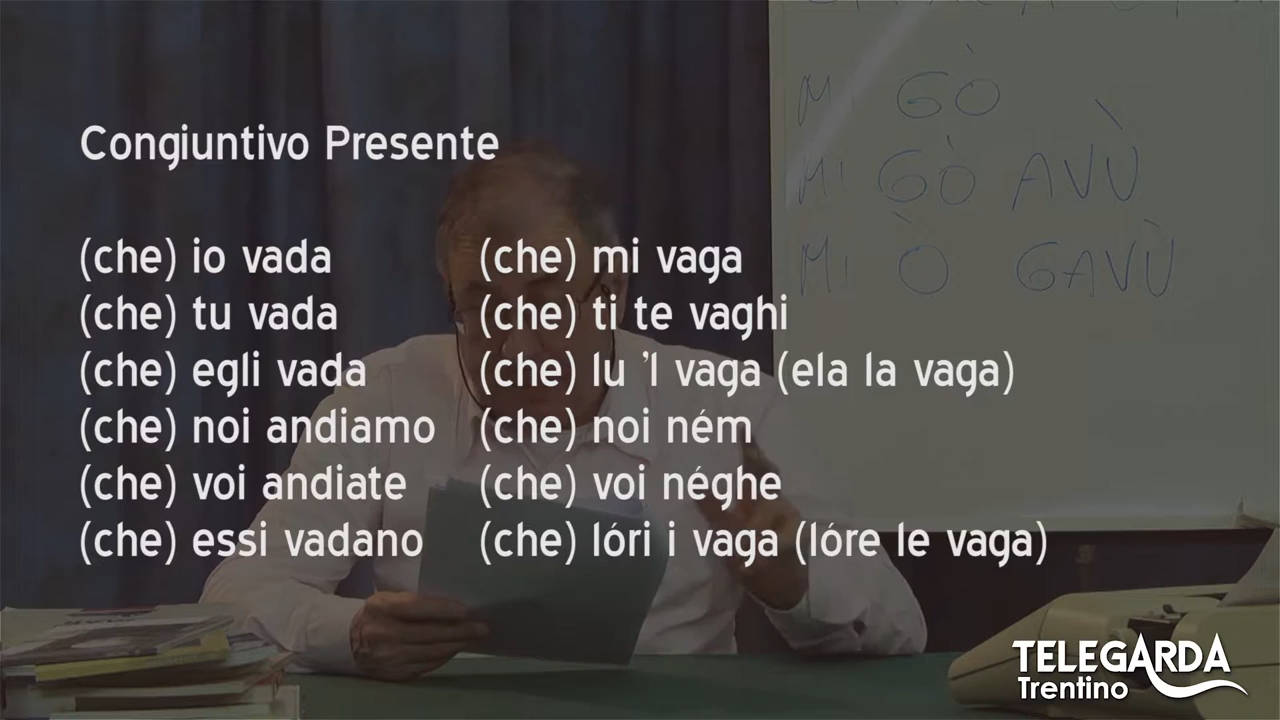 M GÒ
MI GÒ AVÙ
MI Ò GAVÙ
Congiuntivo Presente
(che) io vada (che) mi vaga
(che) tu vada (che) ti te vaghi
(che) egli vada (che) lu 'l vaga (ela la vaga)
(che) noi andiamo (che) noi ném
(che) voi andiate (che) voi néghe
(che) essi vadano (che) lóri i vaga (lóre le vaga)
TELEGARDA
Trentino